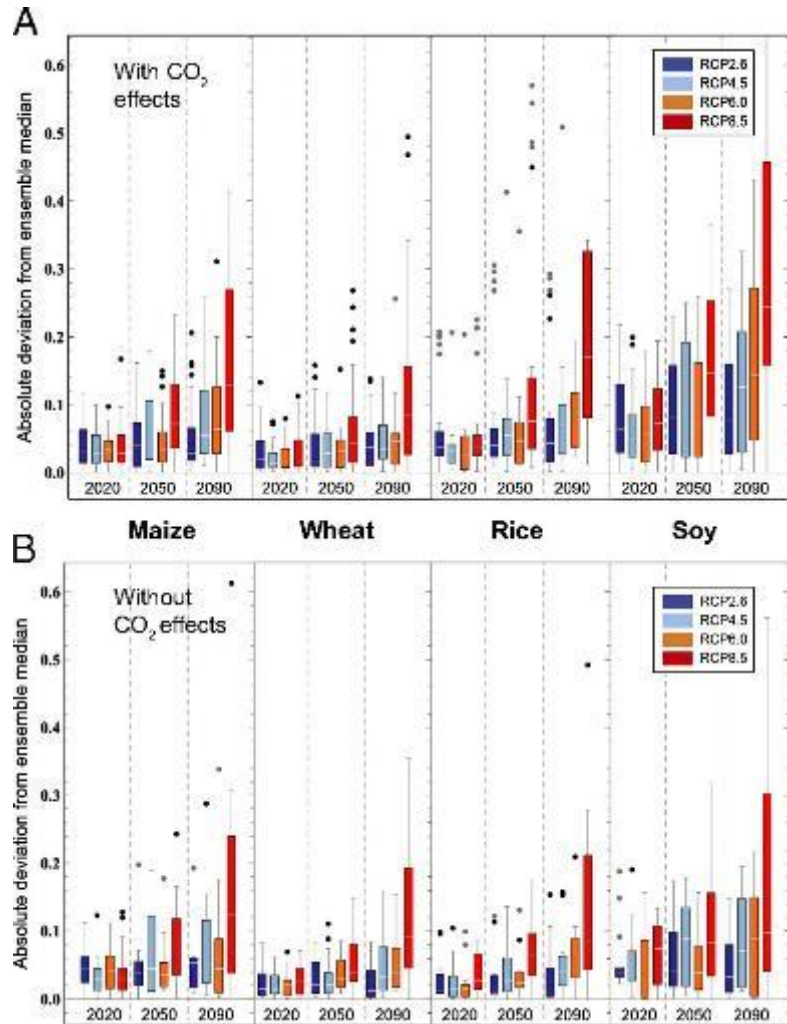 A
With CO2
effects
RCP2.6
RCP4.5
RCP6.0
RCP8.5
Absolute deviation from ensemble median
0.6
0.5
0.4
0.3
0.2
0.1
0.0
2020 2050 2090 2020 2050 2090 2020 2050 2090 2020 2050 2090
Maize Wheat Rice Soy
B
Without
CO2 effects
RCP2.6
RCP4.5
RCP6.0
RCP8.5
Absolute deviation from ensemble median
0.6
0.5
0.4
0.3
0.2
0.1
0.0
2020 2050 2090 2020 2050 2090 2020 2050 2090 2020 2050 2090